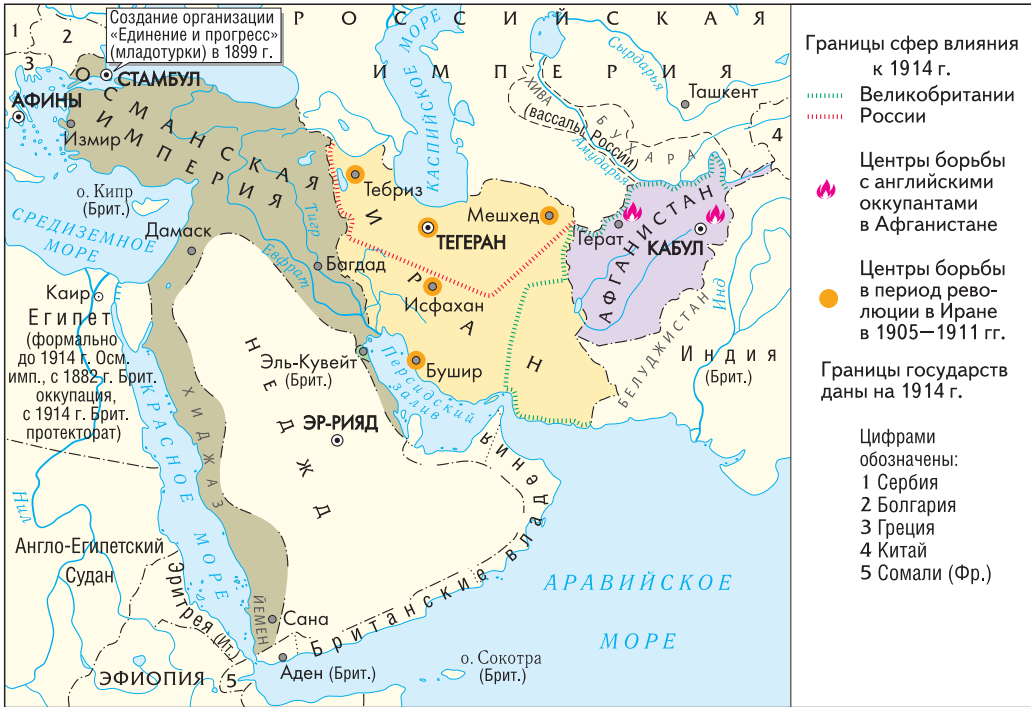 РОССИЙСКАЯ
ИМПЕРИЯ
Создание организации
«Единение и прогресс»
(младотурки) в 1899 г.
1
2
3
СТАМБУЛ
АФИНЫ
Измир
ОСМАНСКАЯ
ИМПЕРИЯ
КАСПИЙСКОЕ
МОРЕ
Сырдарья
Ташкент
ХИВА
БУХАРА
(вассалы России)
Амударья
4
о. Кипр
(Брит.)
СРЕДИЗЕМНОЕ
МОРЕ
Дамаск
Тигр
Евфрат
Багдад
Тебриз
ТЕГЕРАН
Мешхед
Исфахан
Бушир
ИРАН
Герат
КАБУЛ
АФГАНИСТАН
Инд
БЕЛУДЖИСТАН
Индия
(Брит.)
Каир
Египет
(формально
до 1914 г. Осм.
имп., с 1882 г. Брит.
оккупация,
с 1914 г. Брит.
протекторат)
Эль-Кувейт
(Брит.)
Персидский
залив
НЕДЖД
ЭР-РИЯД
ХИДЖАЗ
КРАСНОЕ МОРЕ
Нил
Англо-Египетский
Судан
Эритрея (Ит.)
ЙЕМЕН
Сана
Аден (Брит.)
Британские владения
ЭФИОПИЯ
5
о. Сокотра
(Брит.)
АРАВИЙСКОЕ
МОРЕ
Границы сфер влияния
к 1914 г.
Великобритании
России
Центры борьбы
с английскими
оккупантами
в Афганистане
Центры борьбы
в период рево-
люции в Иране
в 1905—1911 гг.
Границы государств
даны на 1914 г.
Цифрами
обозначены:
1 Сербия
2 Болгария
3 Греция
4 Китай
5 Сомали (Фр.)